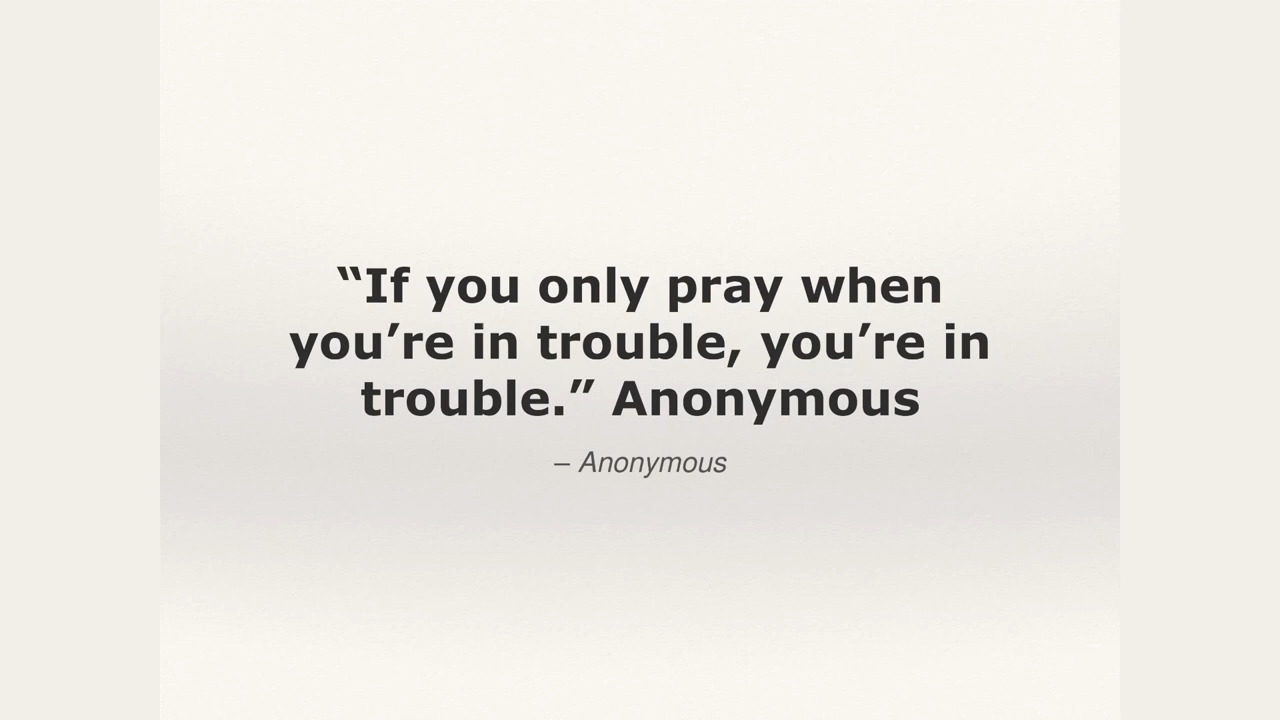 “If you only pray when
you’re in trouble, you’re in
trouble.” Anonymous
– Anonymous